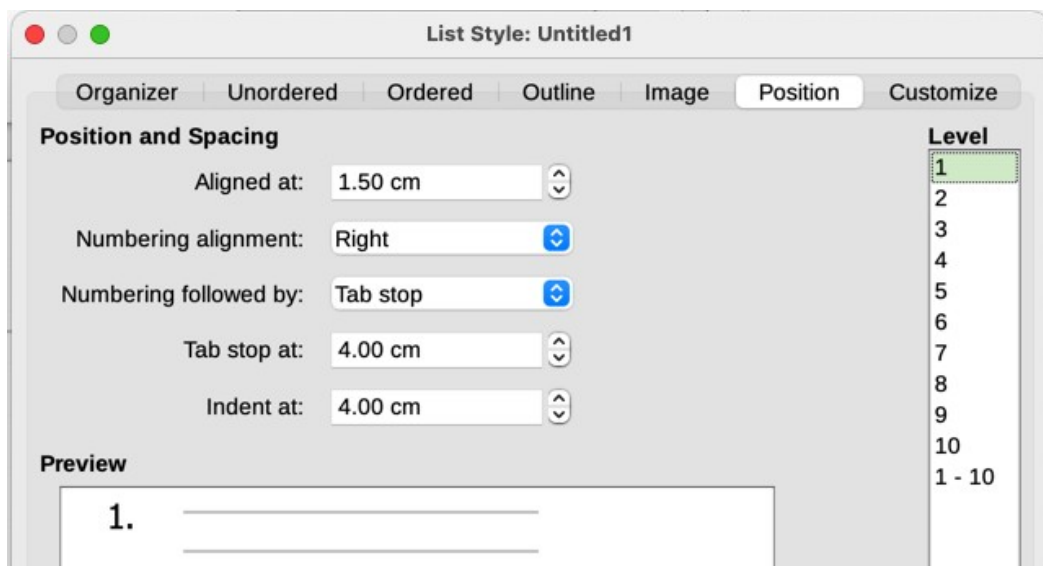 List Style: Untitled1
Organizer Unordered Ordered Outline Image Position Customize
Position and Spacing
Aligned at: 1.50 cm
Numbering alignment: Right
Numbering followed by: Tab stop
Tab stop at: 4.00 cm
Indent at: 4.00 cm
Preview
1.
Level
1
2
3
4
5
6
7
8
9
10
1 - 10